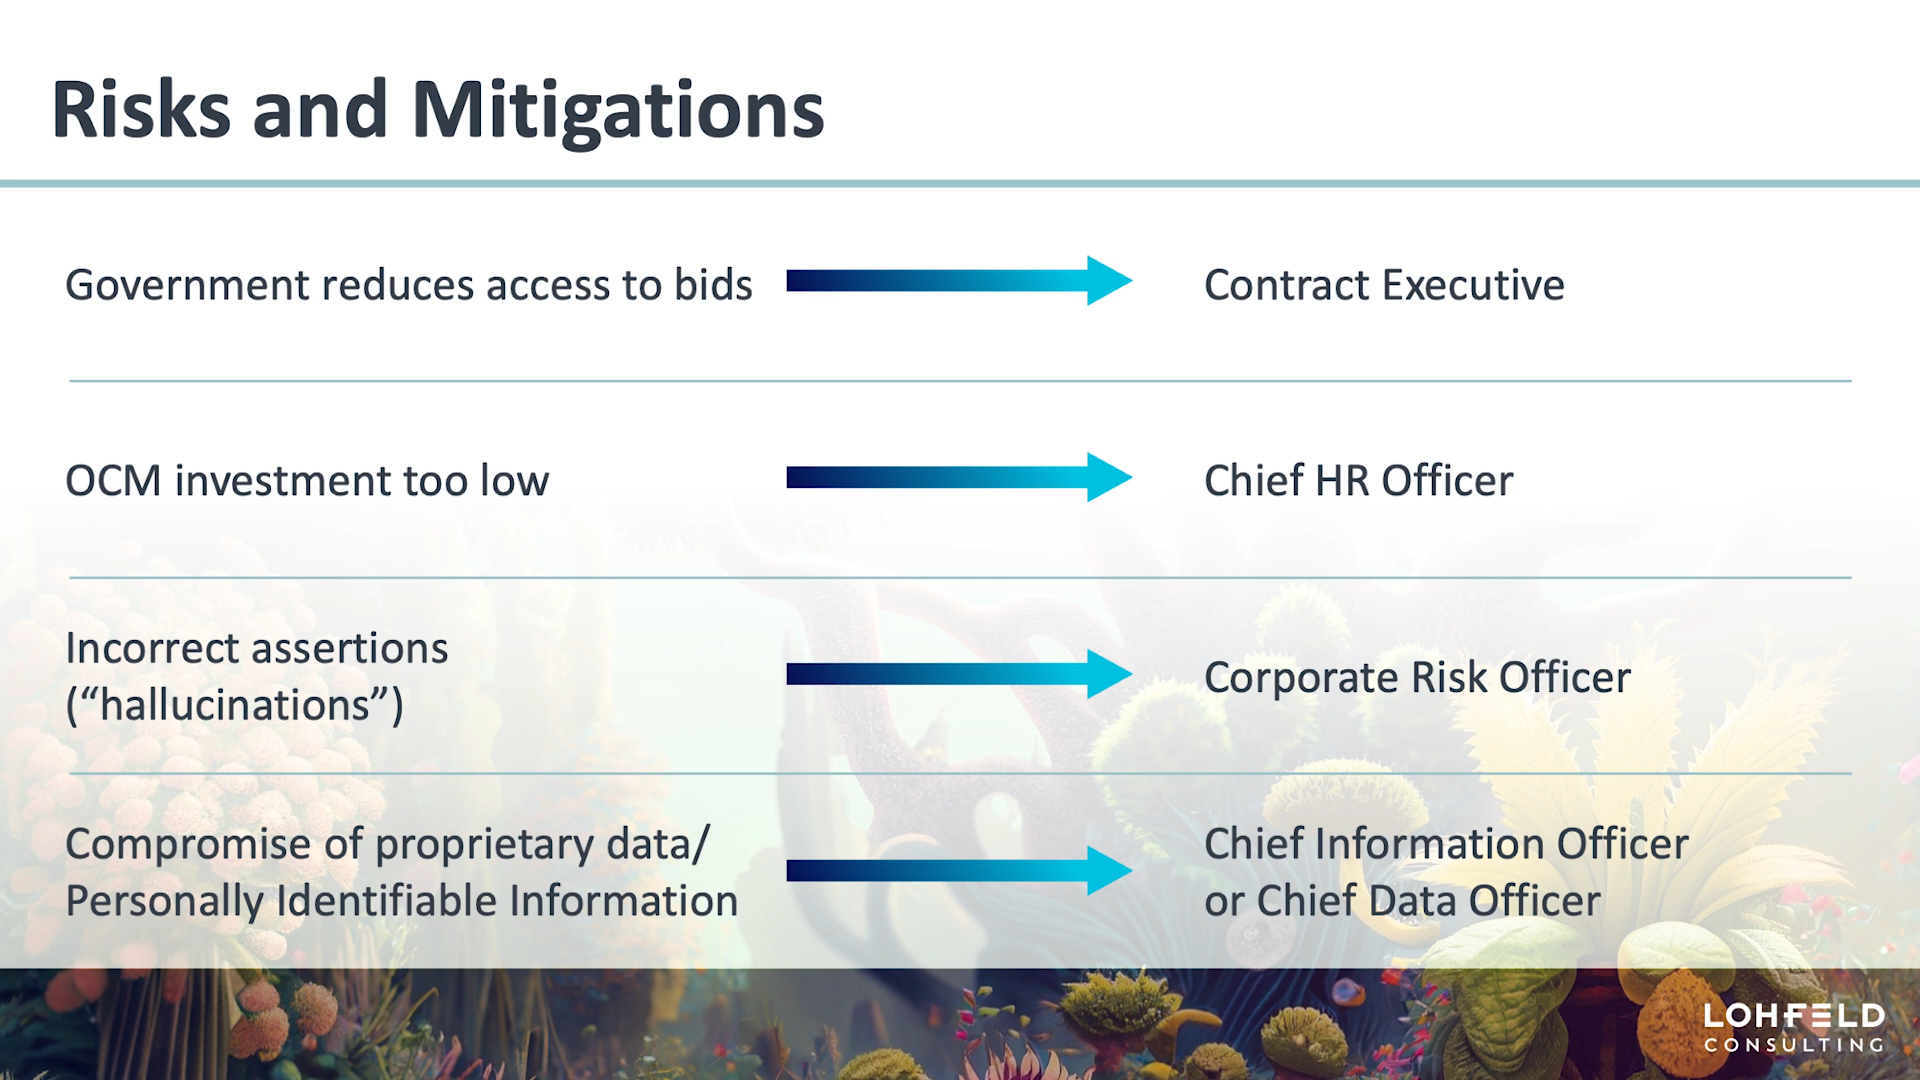 Risks and Mitigations
Government reduces access to bids
Contract Executive
OCM investment too low
Chief HR Officer
Incorrect assertions
(“hallucinations”)
Corporate Risk Officer
Compromise of proprietary data/
Personally Identifiable Information
Chief Information Officer
or Chief Data Officer
LOHFELD
CONSULTING